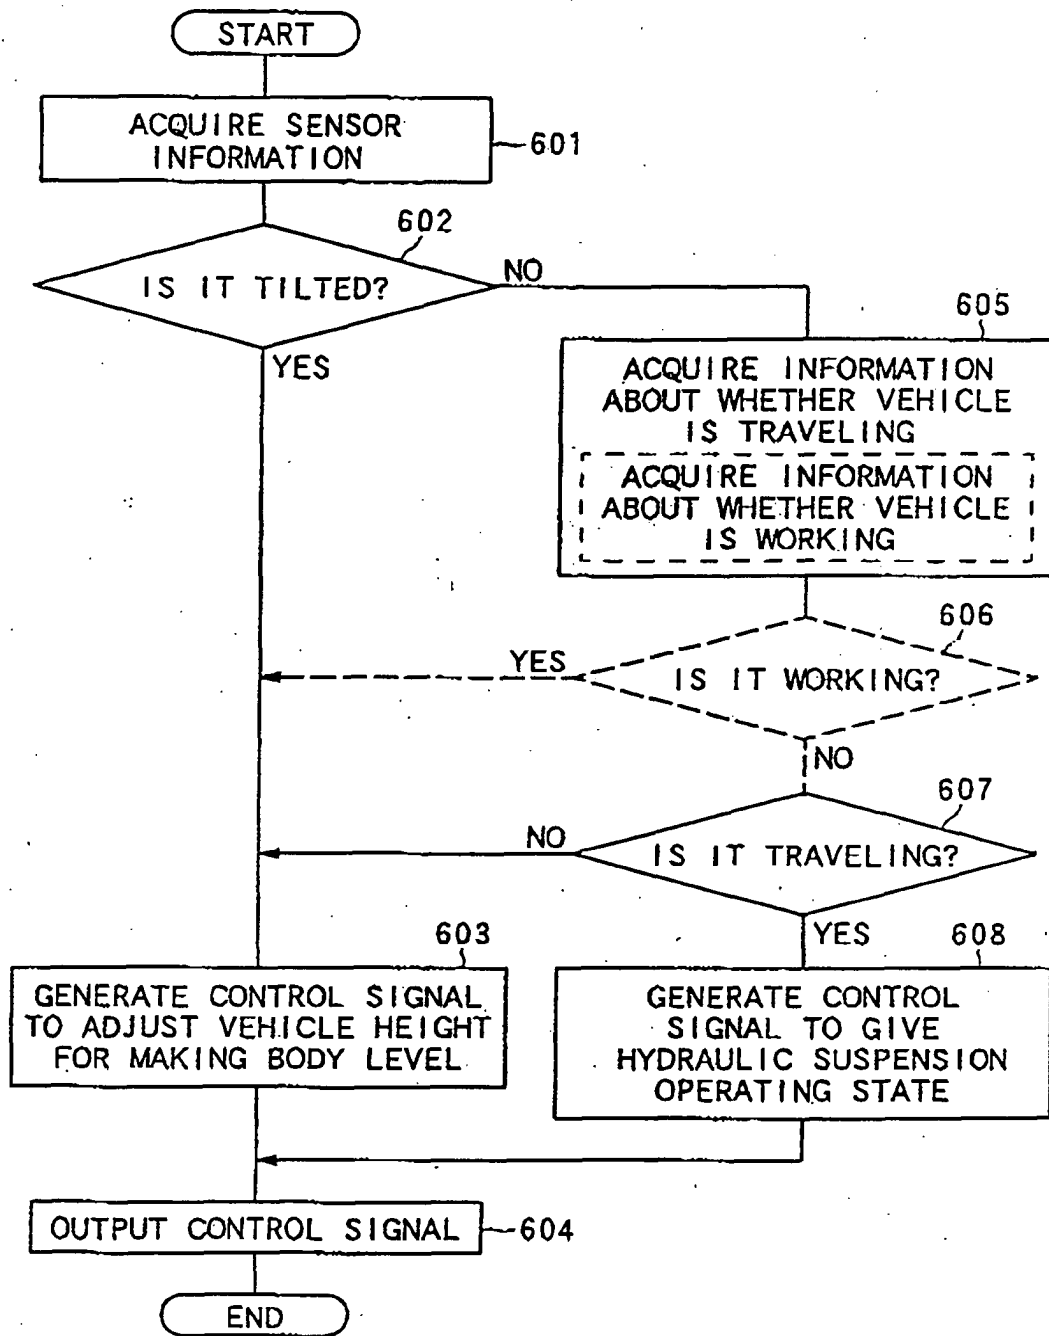 START
ACQUIRE SENSOR
INFORMATION
601
602
IS IT TILTED?
NO
YES
605
ACQUIRE INFORMATION
ABOUT WHETHER VEHICLE
IS TRAVELING
ACQUIRE INFORMATION
ABOUT WHETHER VEHICLE
IS WORKING
606
YES
IS IT WORKING?
NO
607
NO
IS IT TRAVELING?
YES
603
GENERATE CONTROL SIGNAL
TO ADJUST VEHICLE HEIGHT
FOR MAKING BODY LEVEL
608
GENERATE CONTROL
SIGNAL TO GIVE
HYDRAULIC SUSPENSION
OPERATING STATE
OUTPUT CONTROL SIGNAL
604
END